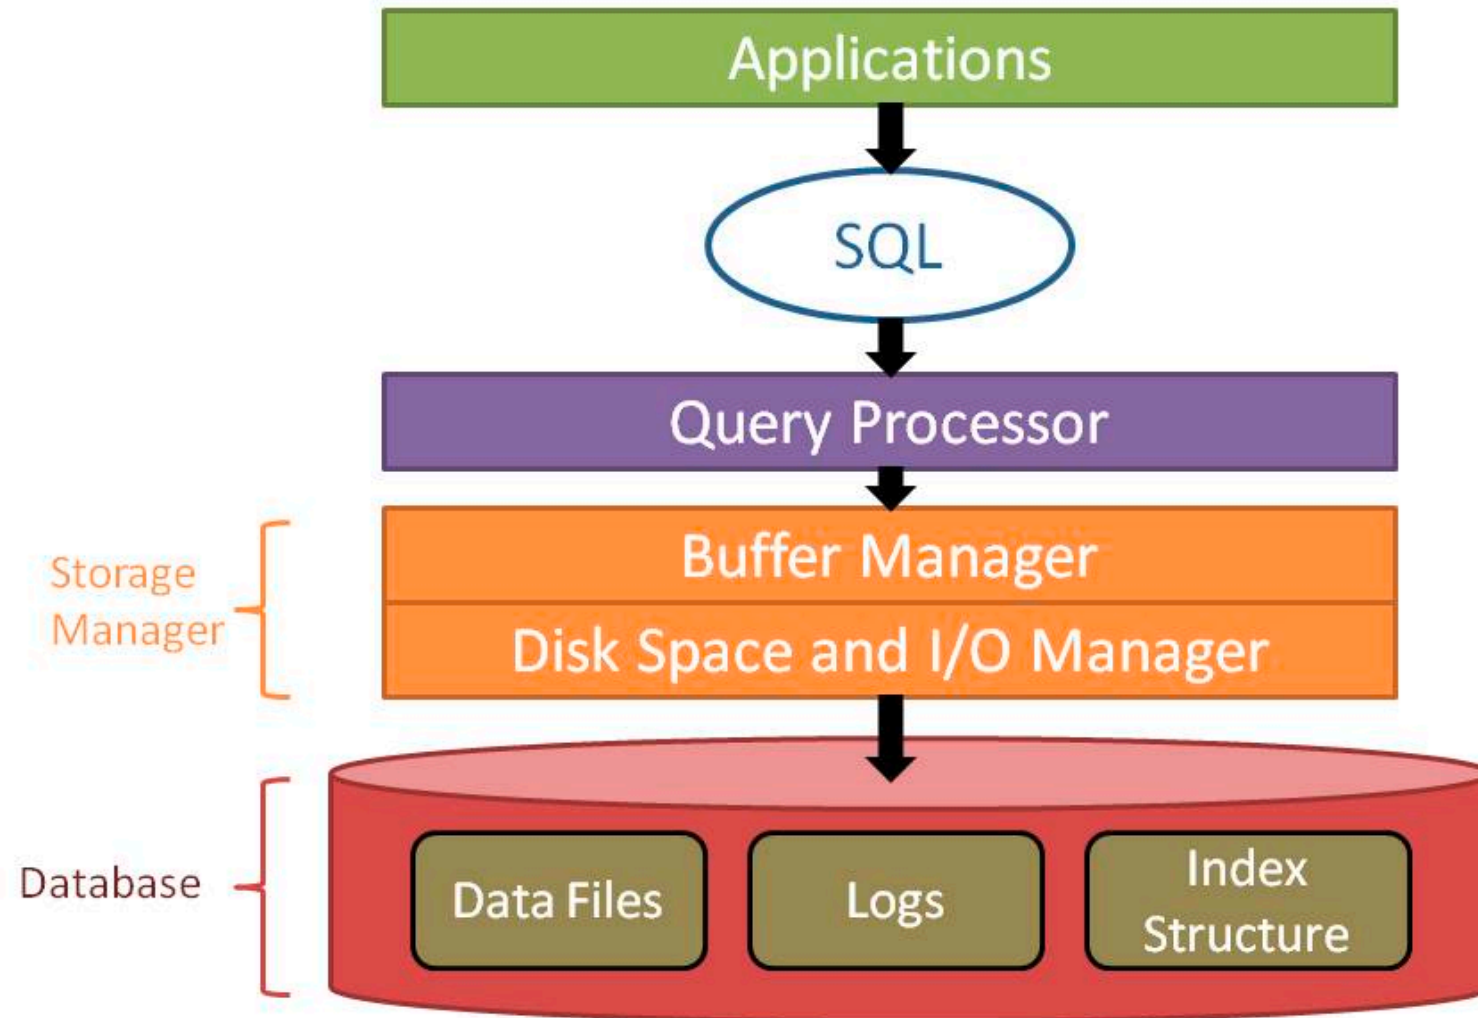 Applications
SQL
Query Processor
Storage
Manager
Buffer Manager
Disk Space and I/O Manager
Database
Data Files
Logs
Index
Structure